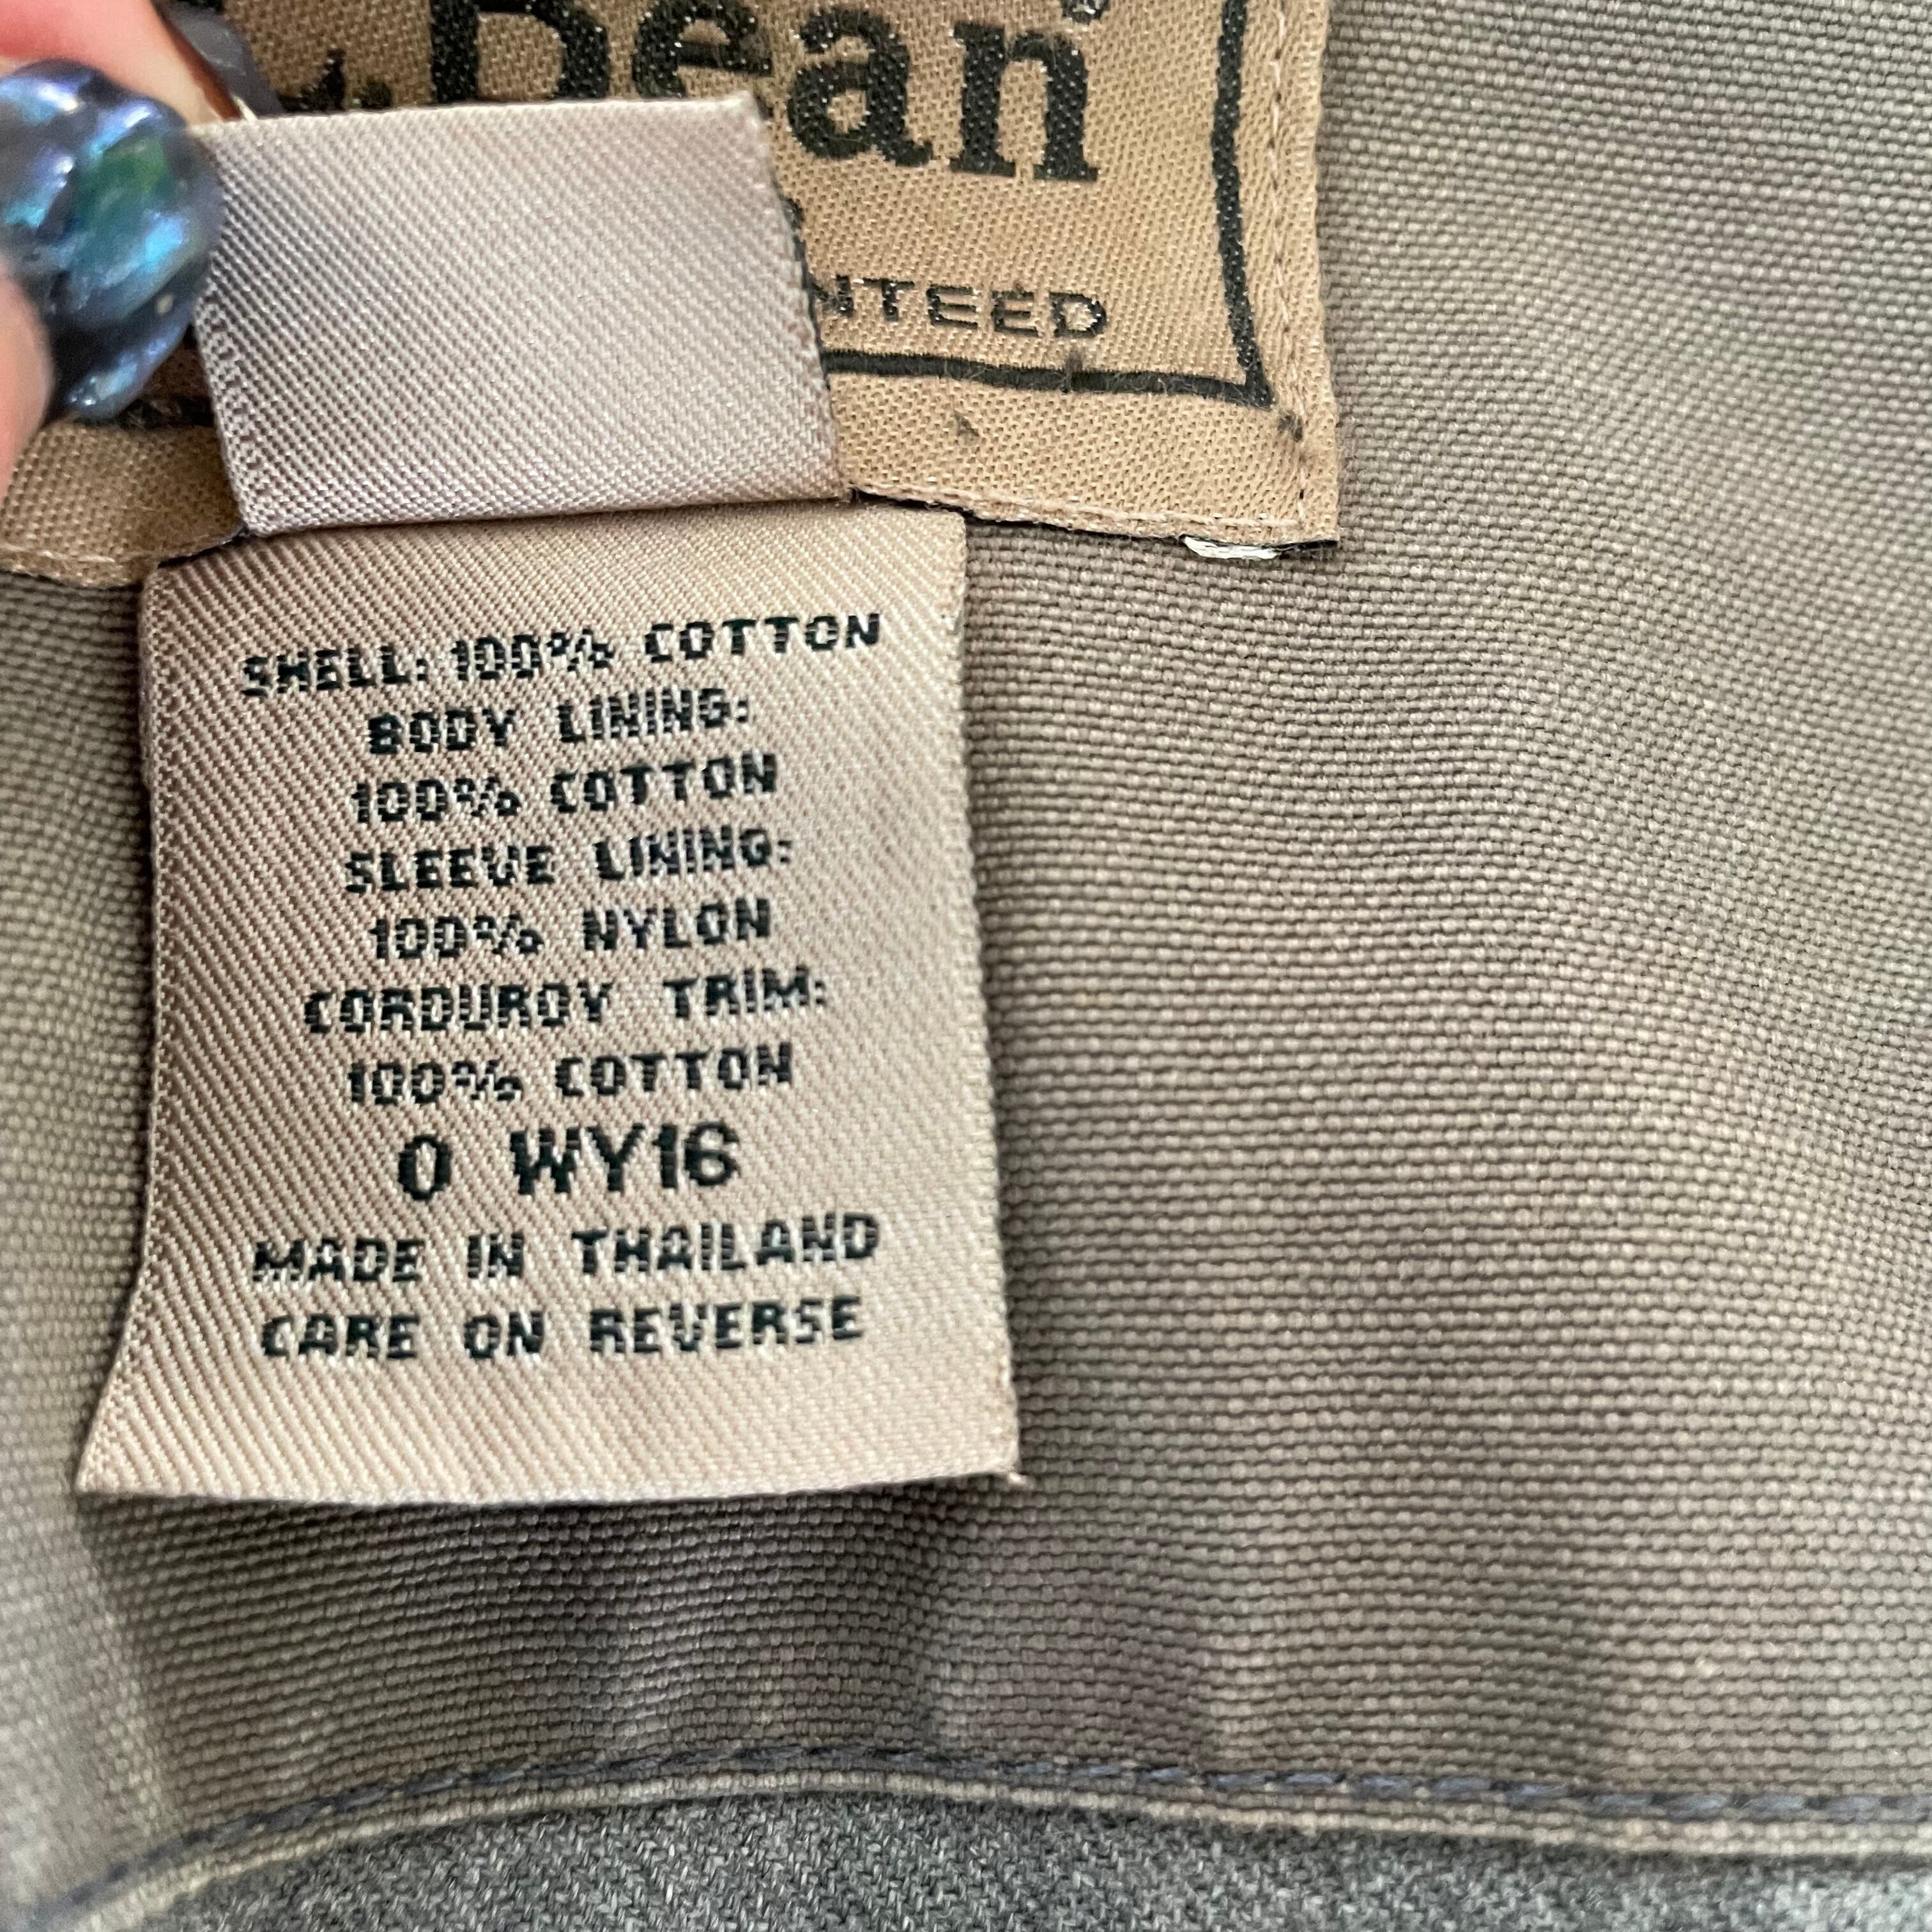 Bean
SHELL: 100% COTTON
BODY LINING:
100% COTTON
SLEEVE LINING:
100% NYLON
CORDUROY TRIM:
100% COTTON
0 WY16
MADE IN THAILAND
CARE ON REVERSE